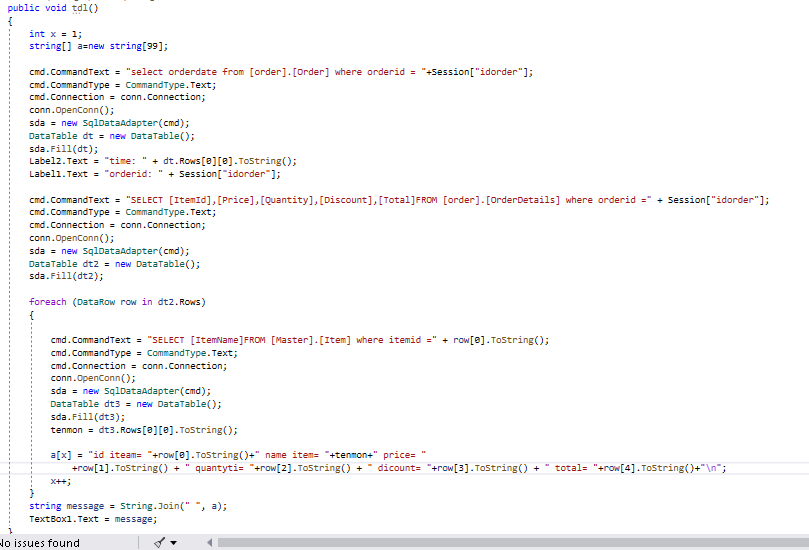 public void tdl()
{
int x = 1;
string[] a=new string[99];
cmd.CommandText = "select orderdate from [order].[Order] where orderid = "+Session["idorder"];
cmd.CommandType = CommandType.Text;
cmd.Connection = conn.Connection;
conn.OpenConn();
sda = new SqlDataAdapter(cmd);
DataTable dt = new DataTable();
sda.Fill(dt);
Label2.Text = "time: " + dt.Rows[0][0].ToString();
Label1.Text = "orderid: " + Session["idorder"];
cmd.CommandText = "SELECT [ItemId],[Price],[Quantity],[Discount],[Total]FROM [order].[OrderDetails] where orderid =" + Session["idorder"];
cmd.CommandType = CommandType.Text;
cmd.Connection = conn.Connection;
conn.OpenConn();
sda = new SqlDataAdapter(cmd);
DataTable dt2 = new DataTable();
sda.Fill(dt2);
foreach (DataRow row in dt2.Rows)
{
cmd.CommandText = "SELECT [ItemName]FROM [Master].[Item] where itemid =" + row[0].ToString();
cmd.CommandType = CommandType.Text;
cmd.Connection = conn.Connection;
conn.OpenConn();
sda = new SqlDataAdapter(cmd);
DataTable dt3 = new DataTable();
sda.Fill(dt3);
tenmon = dt3.Rows[0][0].ToString();
a[x] = "id iteam= "+row[0].ToString()+" name item= "+tenmon+" price= "
+row[1].ToString() + " quantyti= "+row[2].ToString() + " dicount= "+row[3].ToString() + " total= "+row[4].ToString()+"\n";
x++;
}
string message = String.Join(" ", a);
TextBox1.Text = message;
}
No issues found